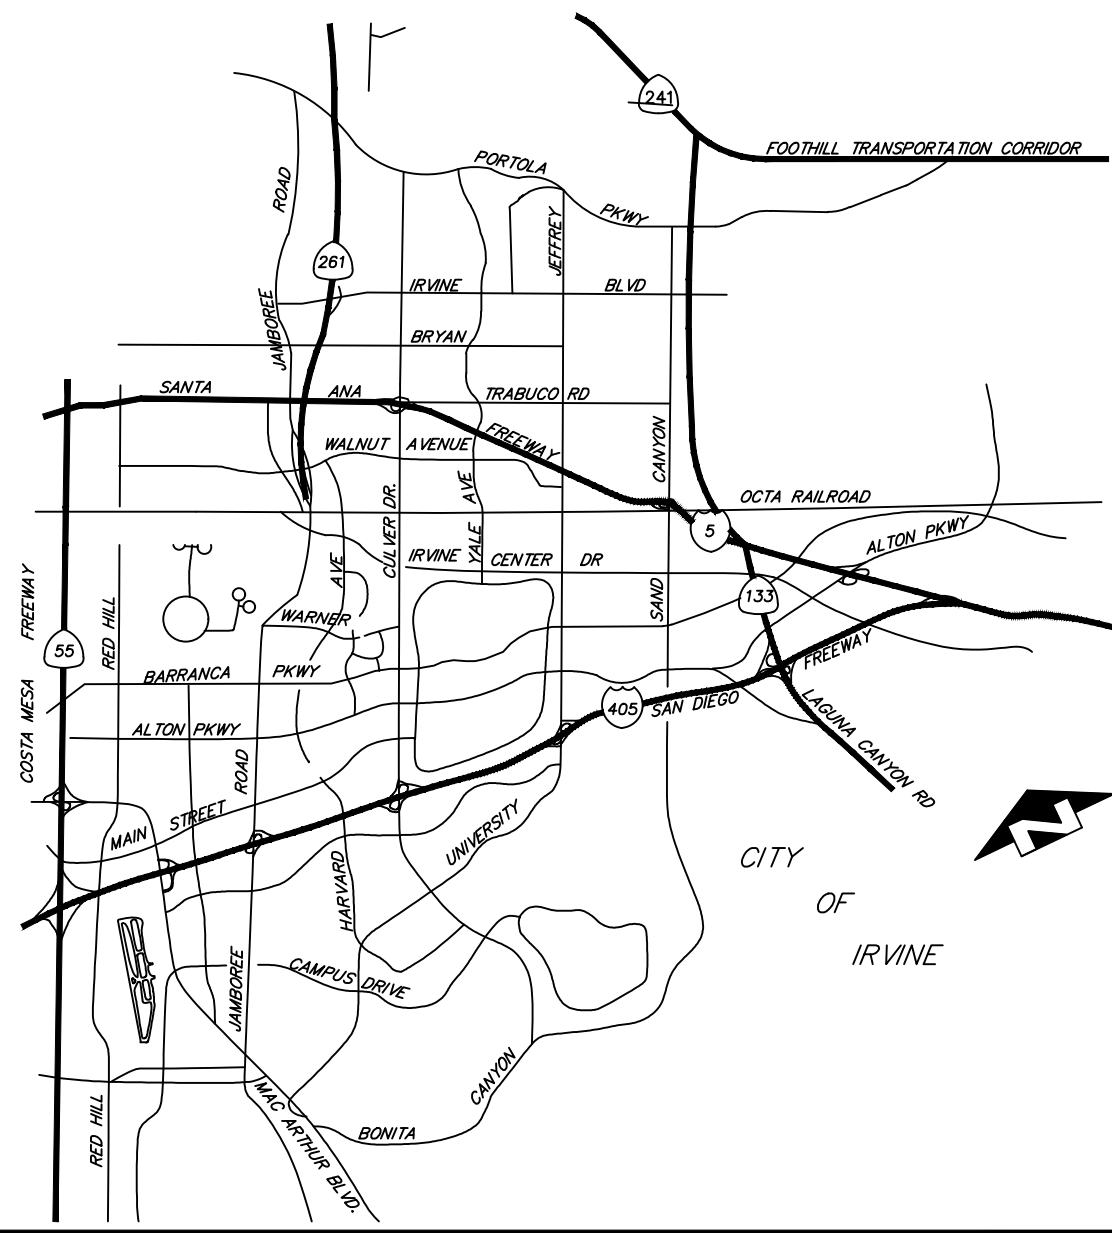 241
FOOTHILL TRANSPORTATION CORRIDOR
PORTOLA
PKWY
ROAD
JEFFREY
261
IRVINE BLVD
JAMBOREE
BRYAN
SANTA ANA
TRABUCO RD
FREEWAY
WALNUT AVENUE
CANYON
AVE
CULVER DR.
OCTA RAILROAD
5
ALTON PKWY
YALE
IRVINE CENTER DR
AVE
FREEWAY
RED HILL
SAND
133
WARNER
55
FREEWAY
BARRANCA PKWY
COSTA MESA
405
SAN DIEGO
LAGUNA CANYON RD
ALTON PKWY
ROAD
N
MAIN STREET
UNIVERSITY
CITY
OF
IRVINE
HARVARD
CAMPUS DRIVE
JAMBOREE
CANYON
MAC ARTHUR BLVD.
RED HILL
BONITA